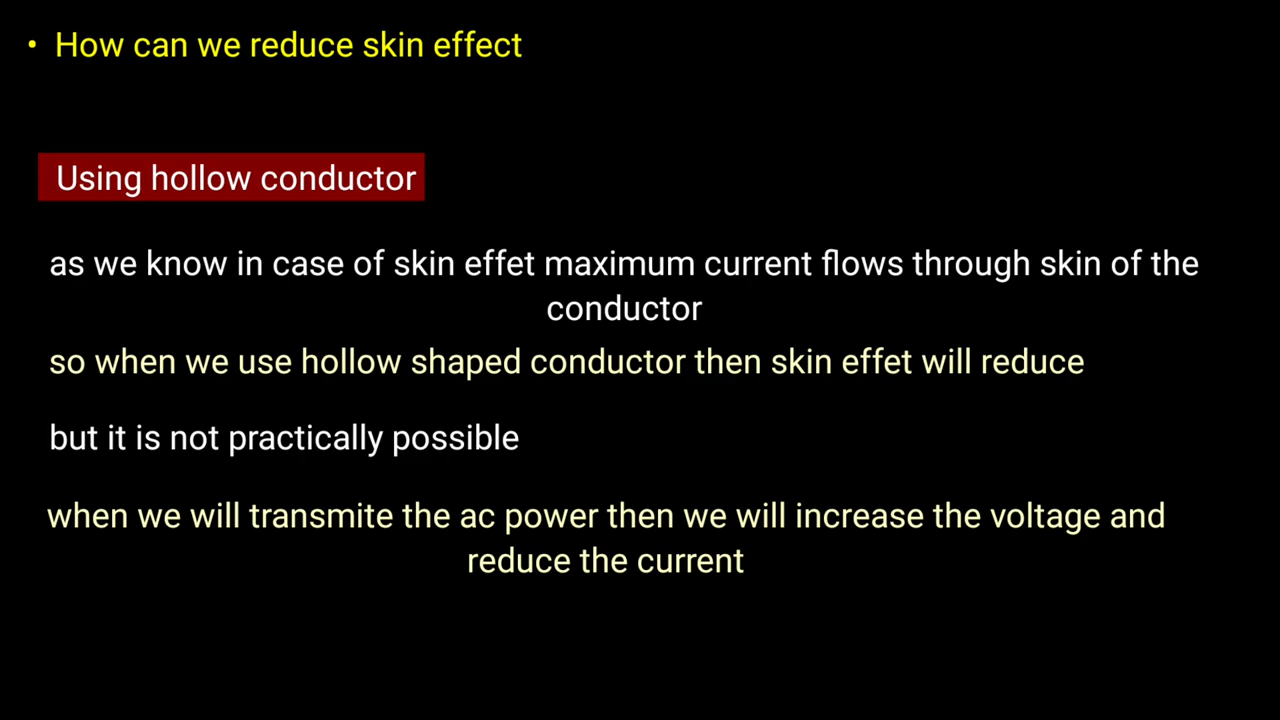 • How can we reduce skin effect
Using hollow conductor
as we know in case of skin effet maximum current flows through skin of the
conductor
so when we use hollow shaped conductor then skin effet will reduce
but it is not practically possible
when we will transmite the ac power then we will increase the voltage and
reduce the current